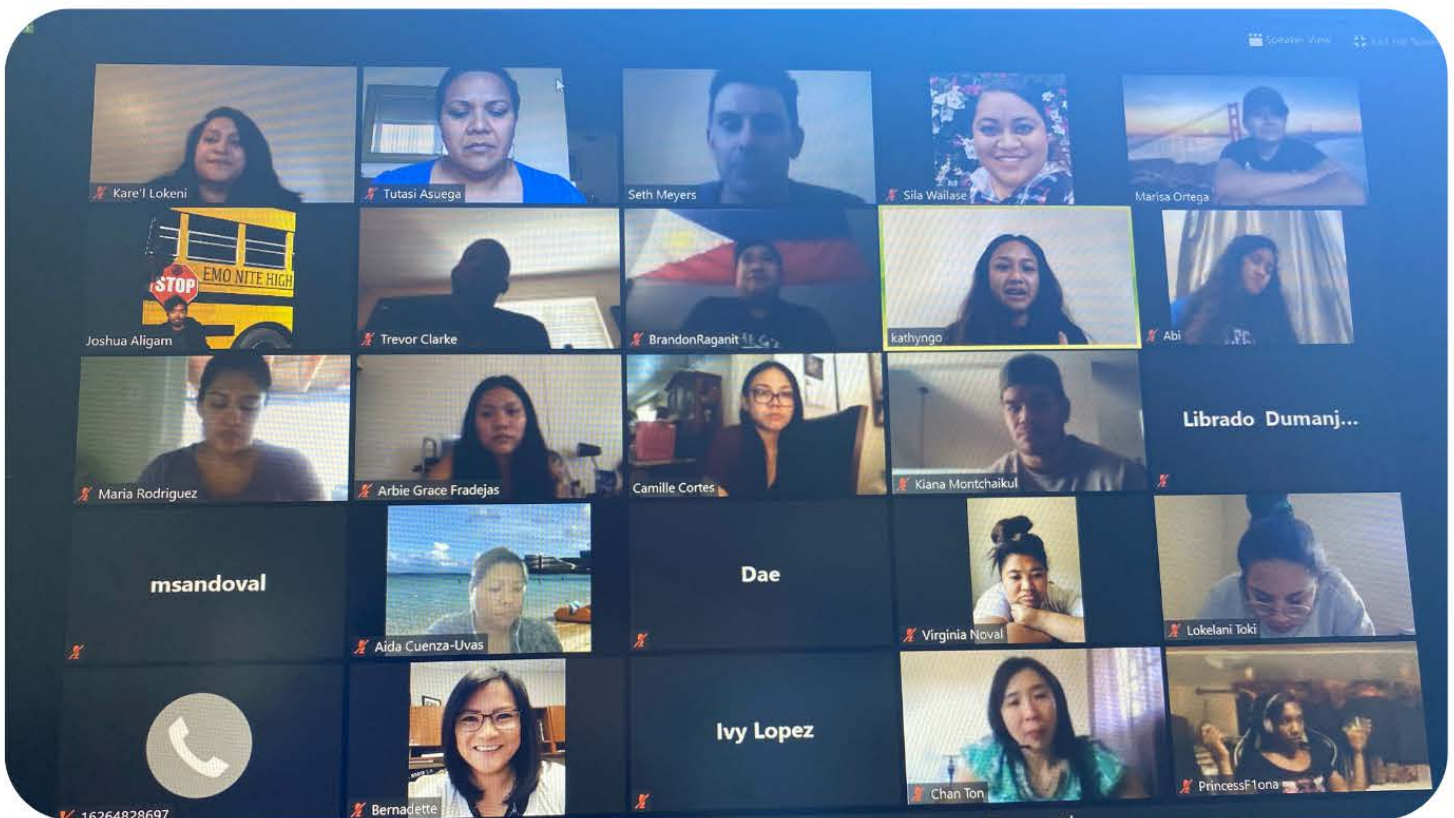 Speaker View
Kare'l Lokeni
Tutasi Asuega
Seth Meyers
Sila Wailase
Marisa Ortega
STOP
EMO NITE HIGH
Joshua Aligam
Trevor Clarke
BrandonRaganit
kathyngo
Abi
Maria Rodriguez
Arbie Grace Fradejas
Camille Cortes
Kiana Montchaikul
Librado Dumanj...
msandoval
Aida Cuenza-Uvas
Dae
Virginia Noval
Lokelani Toki
16264828697
Bernadette
Ivy Lopez
Chan Ton
PrincessF1ona